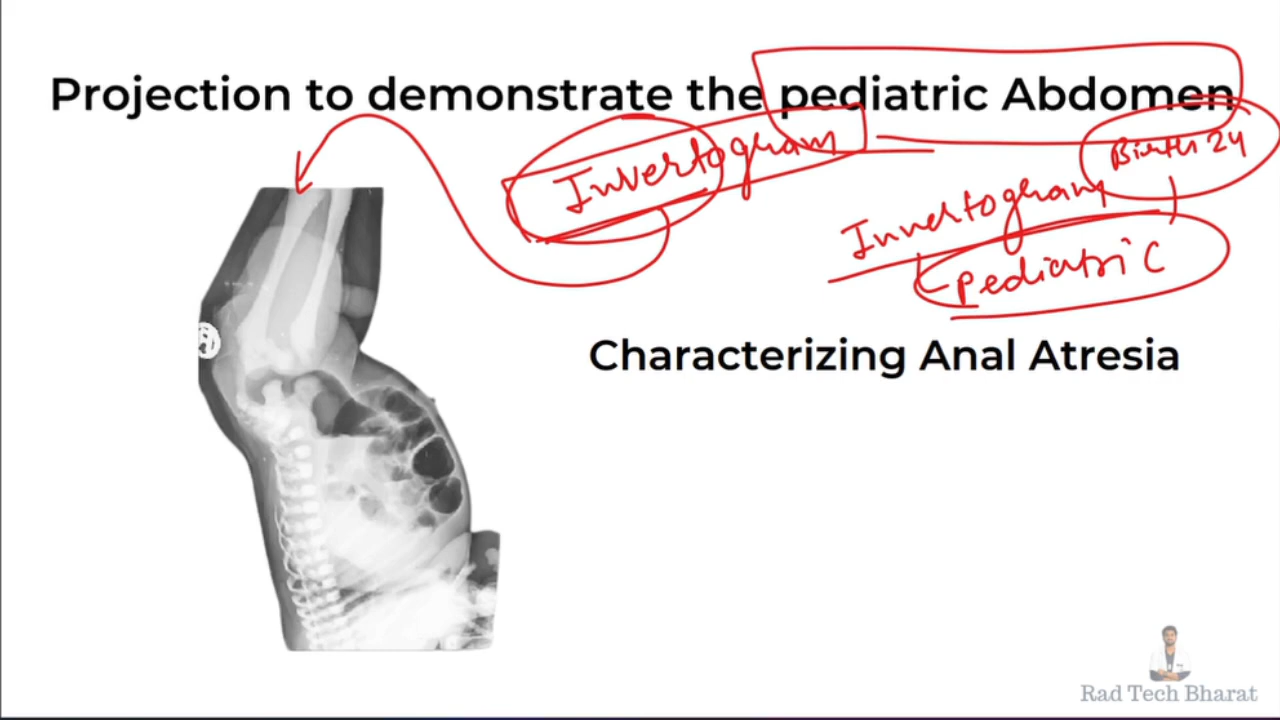 Projection to demonstrate the pediatric Abdomen
Invertogram
Birth 24
Invertogram
pediatric
Characterizing Anal Atresia
Rad Tech Bharat